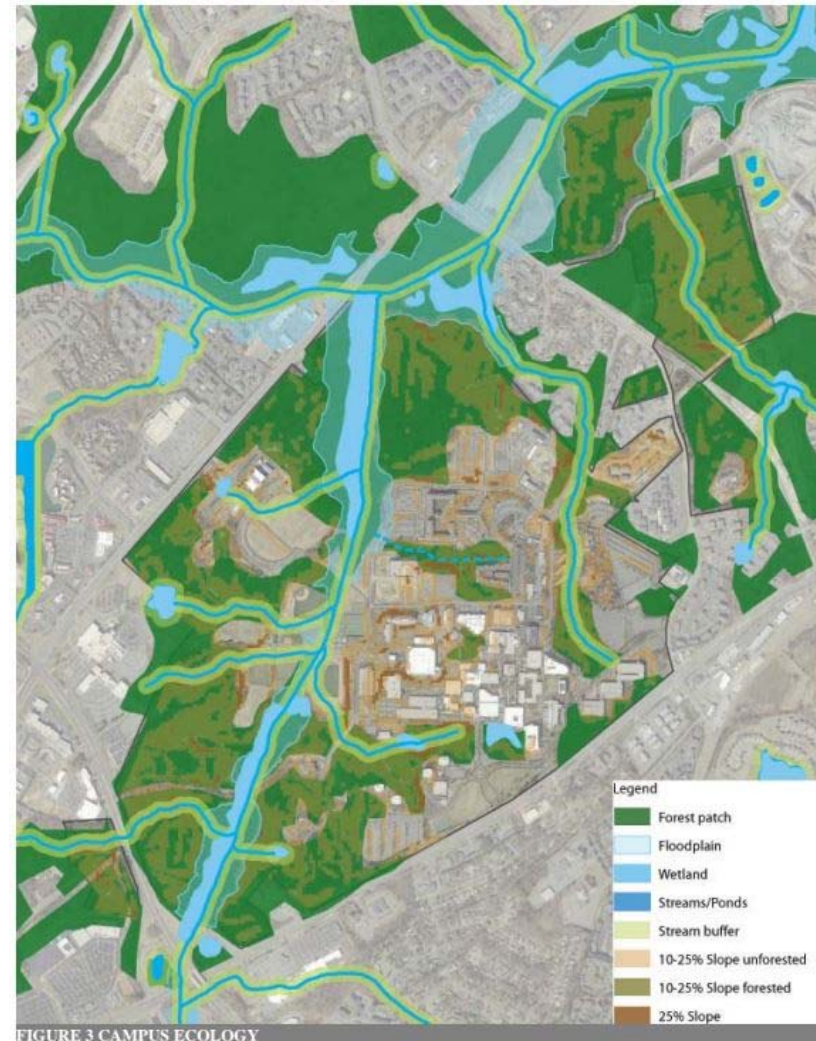 Legend
Forest patch
Floodplain
Wetland
Streams/Ponds
Stream buffer
10-25% Slope unforested
10-25% Slope forested
25% Slope
FIGURE 3 CAMPUS ECOLOGY